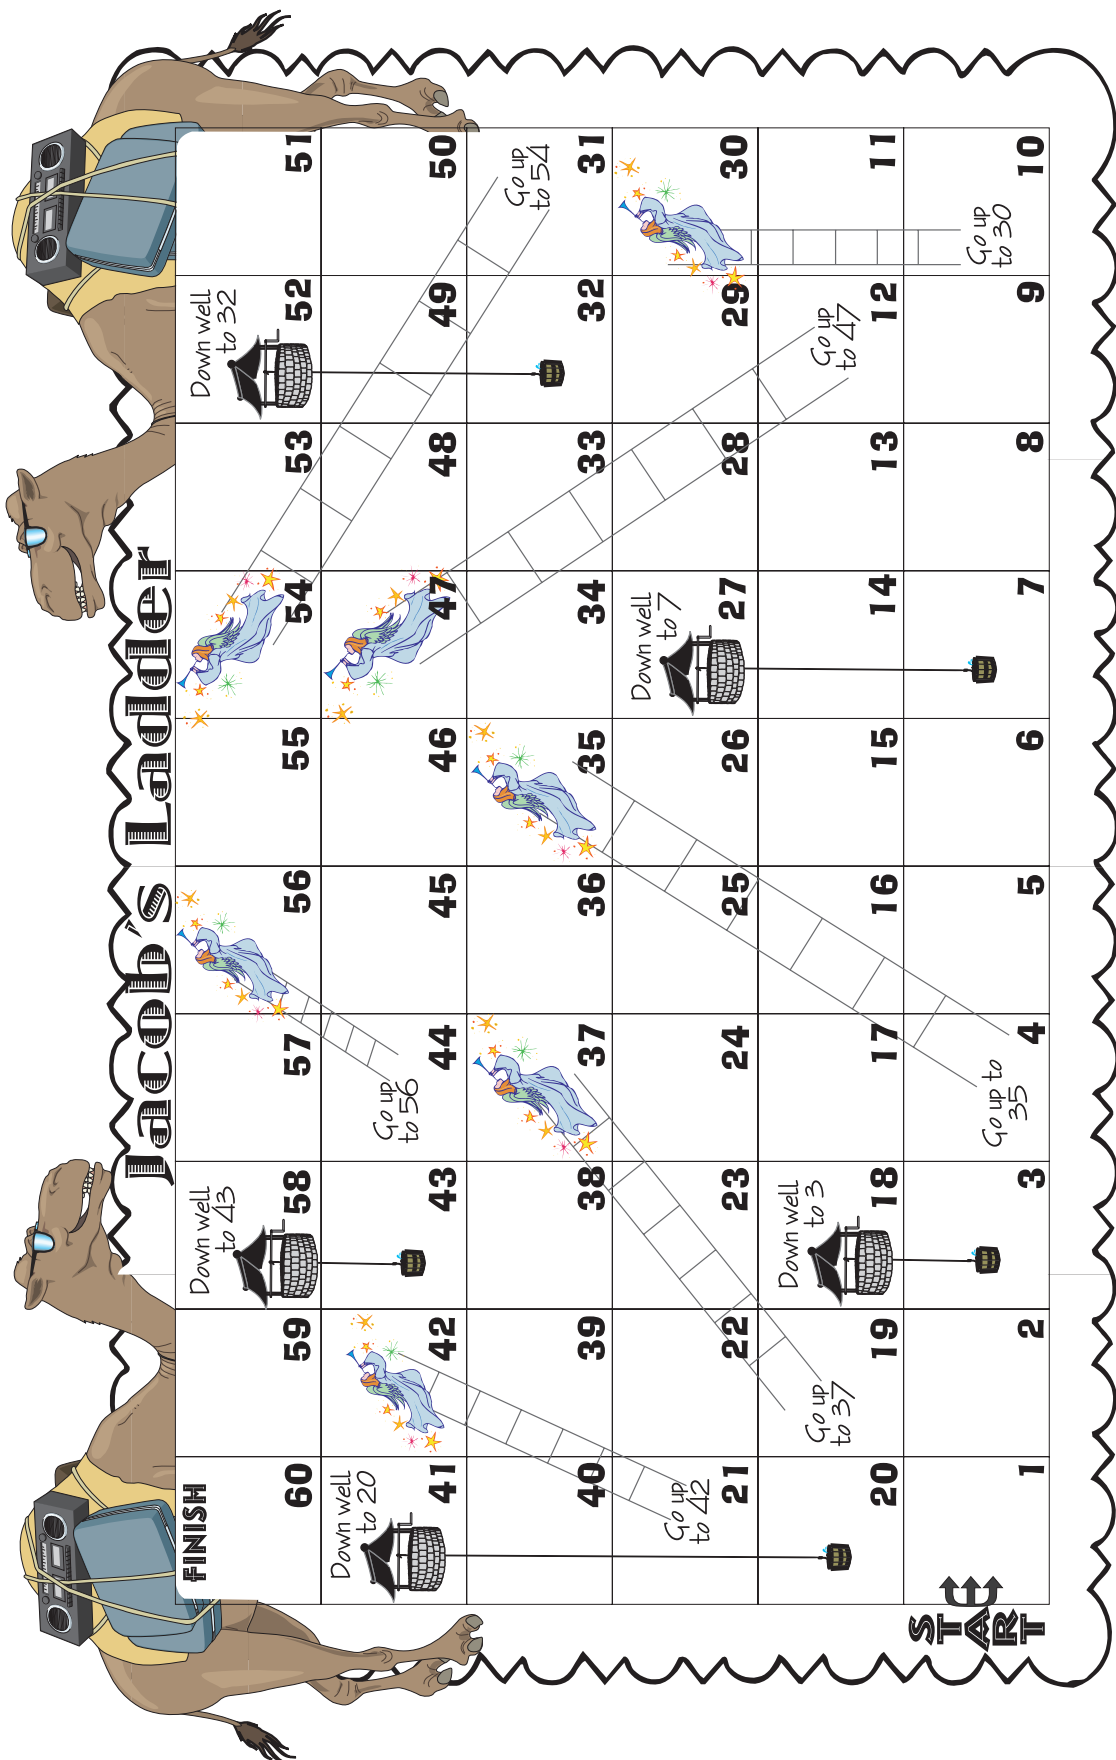 Jacob's Ladder
FINISH
60
59
58
Down well
to 43
57
56
55
54
53
52
Down well
to 32
51
41
Down well
to 20
42
43
44
Go up
to 56
45
46
47
48
49
50
40
39
38
37
36
35
34
33
32
31
Go up
to 54
21
Go up
to 42
22
23
24
25
26
27
Down well
to 7
28
29
30
20
19
Go up
to 37
18
Down well
to 3
17
16
15
14
13
12
Go up
to 47
11
START
1
2
3
4
Go up to
35
5
6
7
8
9
10
Go up
to 30